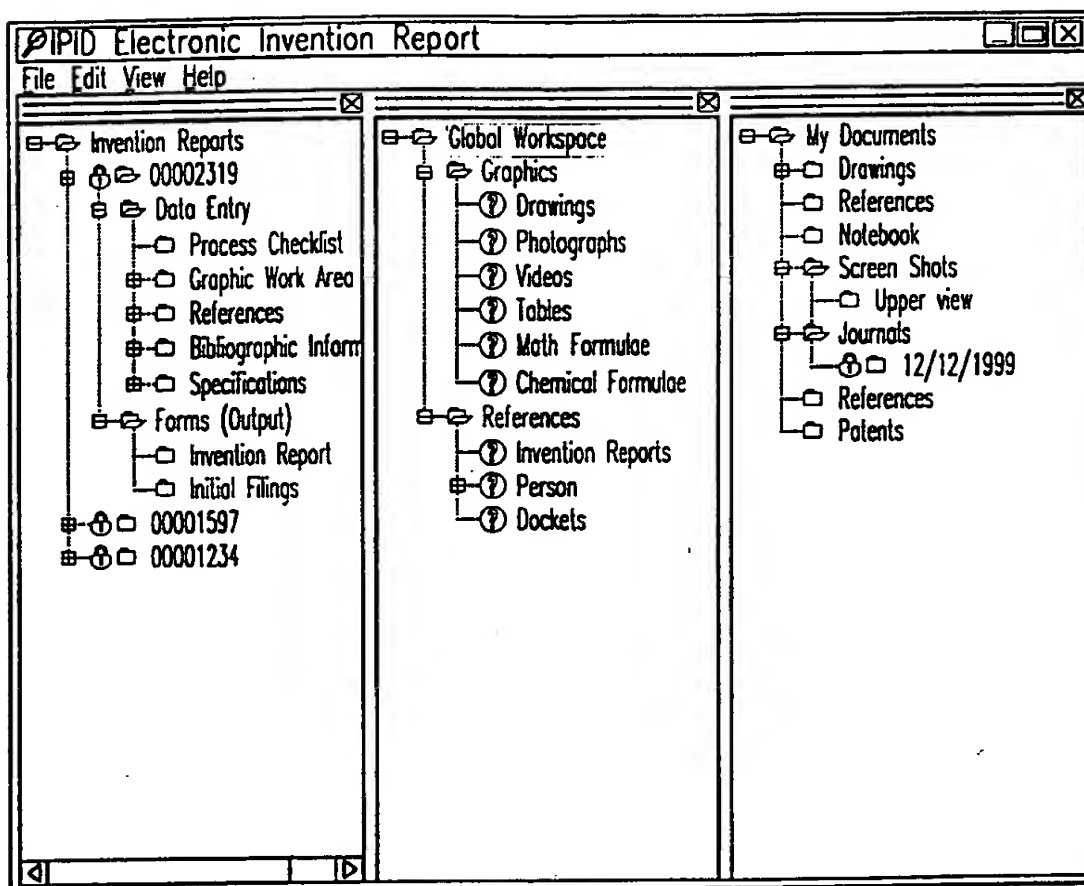 IPID Electronic Invention Report
File Edit View Help
Invention Reports
00002319
Data Entry
Process Checklist
Graphic Work Area
References
Bibliographic Inform
Specifications
Forms (Output)
Invention Report
Initial Filings
00001597
00001234
Global Workspace
Graphics
Drawings
Photographs
Videos
Tables
Math Formulae
Chemical Formulae
References
Invention Reports
Person
Dockets
My Documents
Drawings
References
Notebook
Screen Shots
Upper view
Journals
12/12/1999
References
Patents